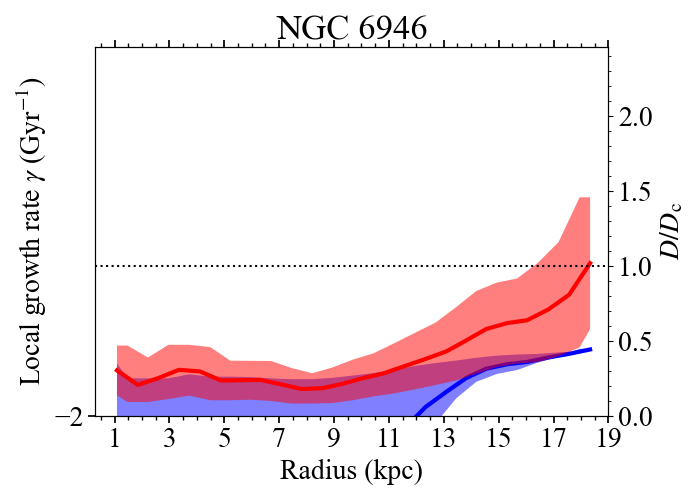 NGC 6946
Local growth rate γ (Gyr⁻¹)
−2
2.0
1.5
1.0
0.5
0.0
D/D_c
1 3 5 7 9 11 13 15 17 19
Radius (kpc)